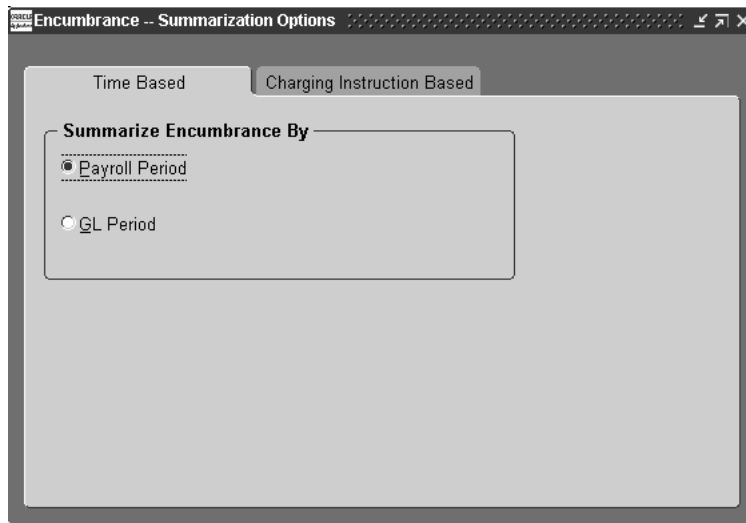 Encumbrance -- Summarization Options
Time Based
Charging Instruction Based
Summarize Encumbrance By
Payroll Period
GL Period